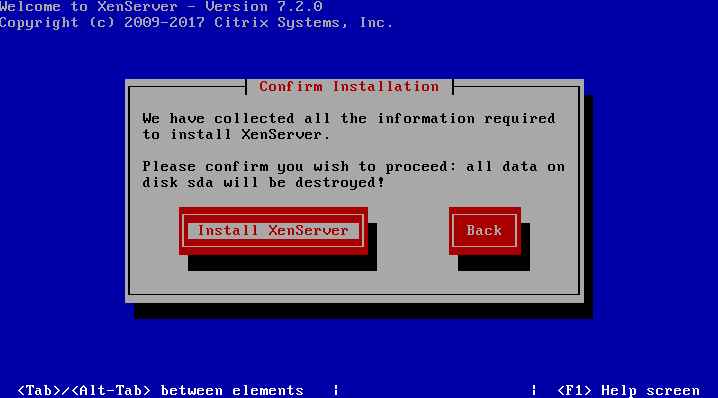 Welcome to XenServer - Version 7.2.0
Copyright (c) 2009-2017 Citrix Systems, Inc.
Confirm Installation
We have collected all the information required
to install XenServer.
Please confirm you wish to proceed: all data on
disk sda will be destroyed!
Install XenServer
Back
<Tab>/<Alt-Tab> between elements | | <F1> Help screen